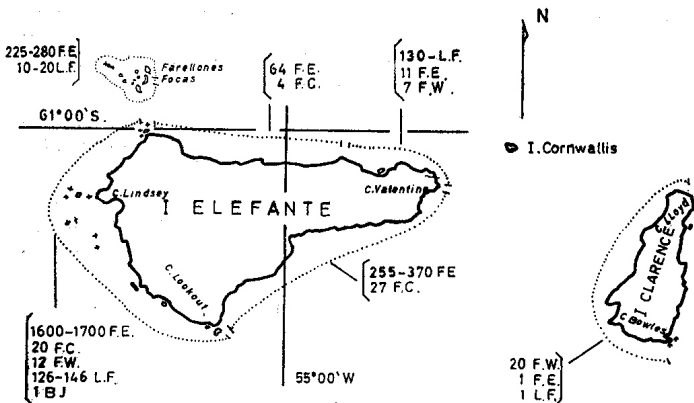 225-280 F.E.
10-20 L.F.
Farellones
Focas
64 F.E.
4 F.C.
130-L.F.
11 F.E.
7 F.W.
N
61°00'S.
I.Cornwallis
C.Lindsey
I ELEFANTE
C.Valentine
C. Lloyd
I CLARENCE
C.Bowles
C.Lookout
255-370 FE
27 F.C.
1600-1700 F.E.
20 F.C.
12 F.W.
126-146 L.F.
1 BJ
55°00'W
20 F.W.
1 F.E.
1 L.F.